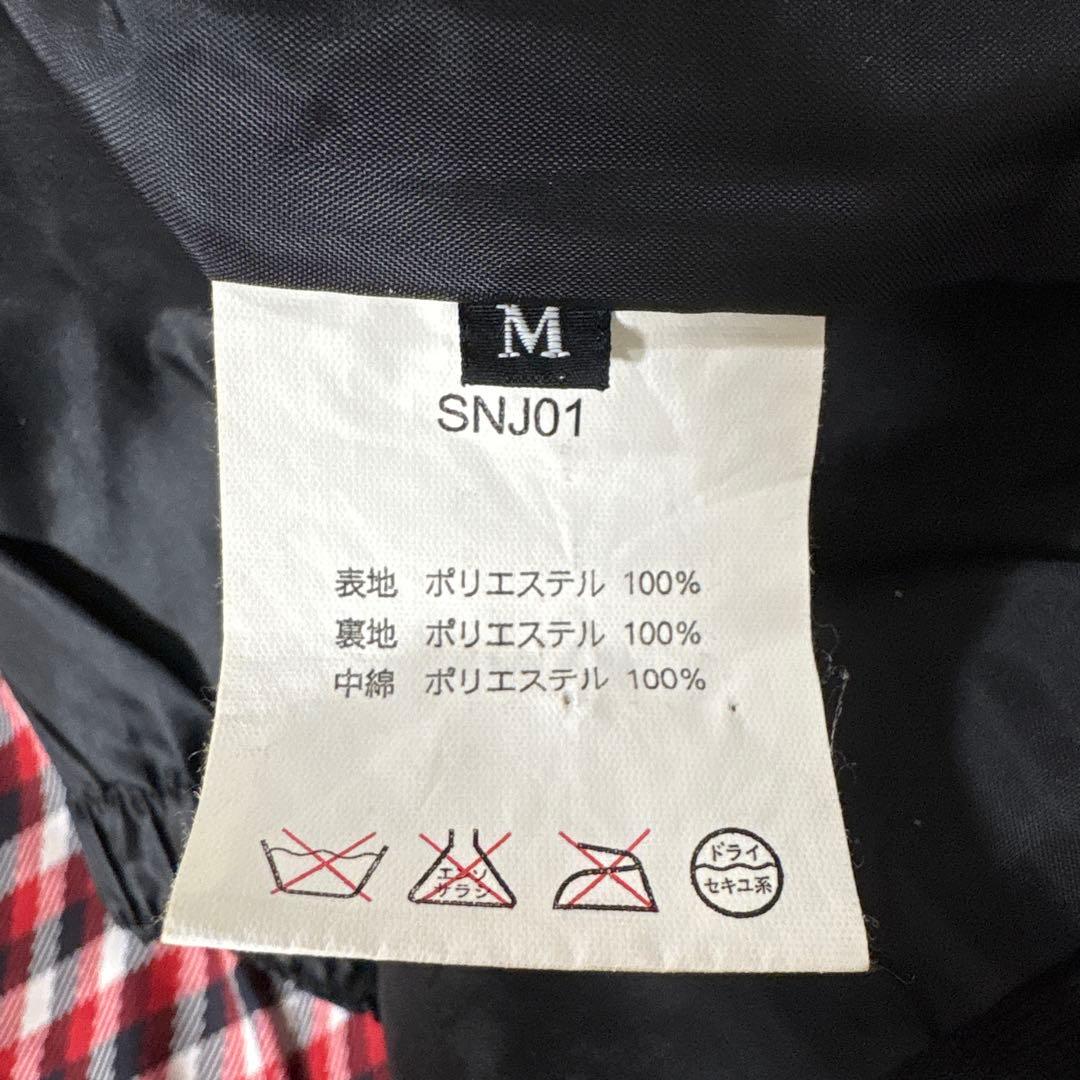 M
SNJ01
表地 ポリエステル 100%
裏地 ポリエステル 100%
中綿 ポリエステル 100%
エンソ
サラシ
ドライ
セキユ系